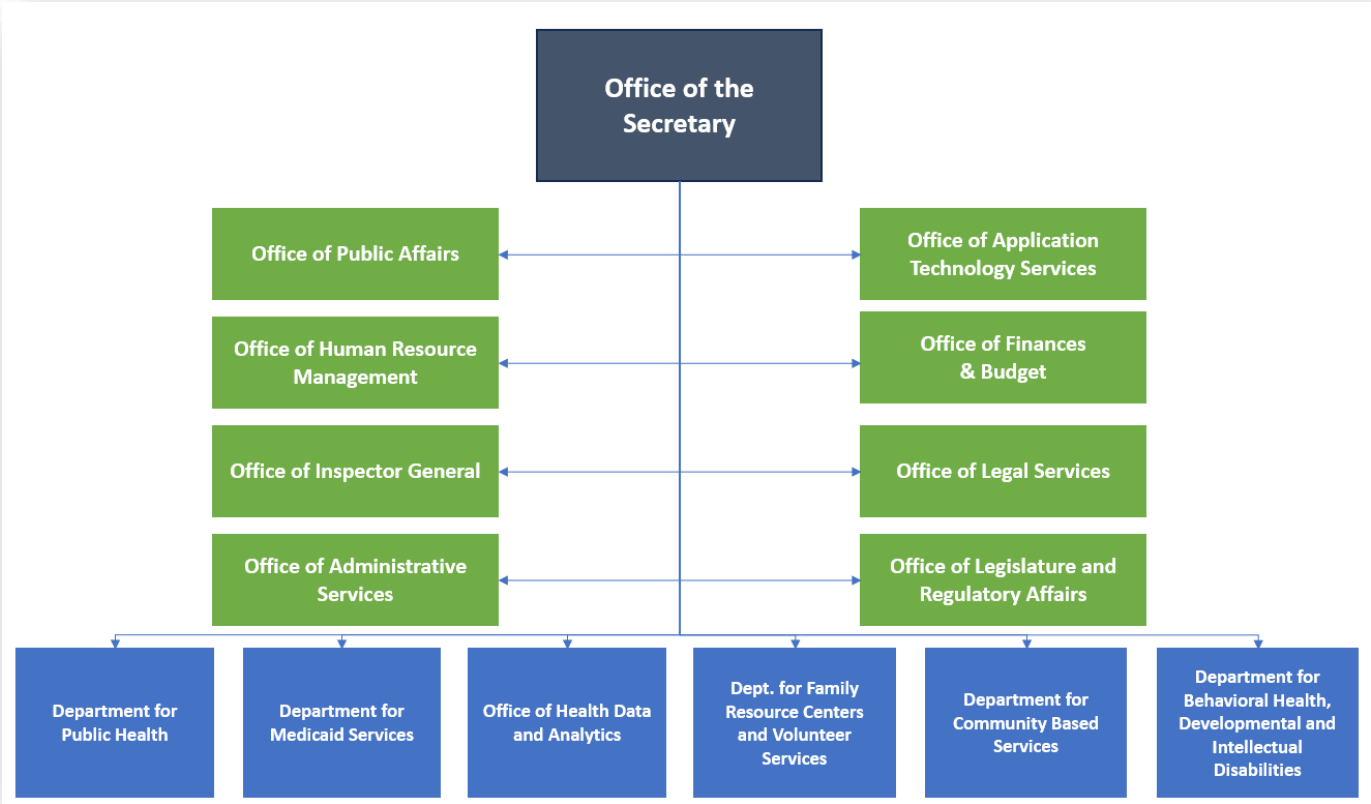 Office of the
Secretary
Office of Public Affairs
Office of Application
Technology Services
Office of Human Resource
Management
Office of Finances
& Budget
Office of Inspector General
Office of Legal Services
Office of Administrative
Services
Office of Legislature and
Regulatory Affairs
Department for
Public Health
Department for
Medicaid Services
Office of Health Data
and Analytics
Dept. for Family
Resource Centers
and Volunteer
Services
Department for
Community Based
Services
Department for
Behavioral Health,
Developmental and
Intellectual
Disabilities